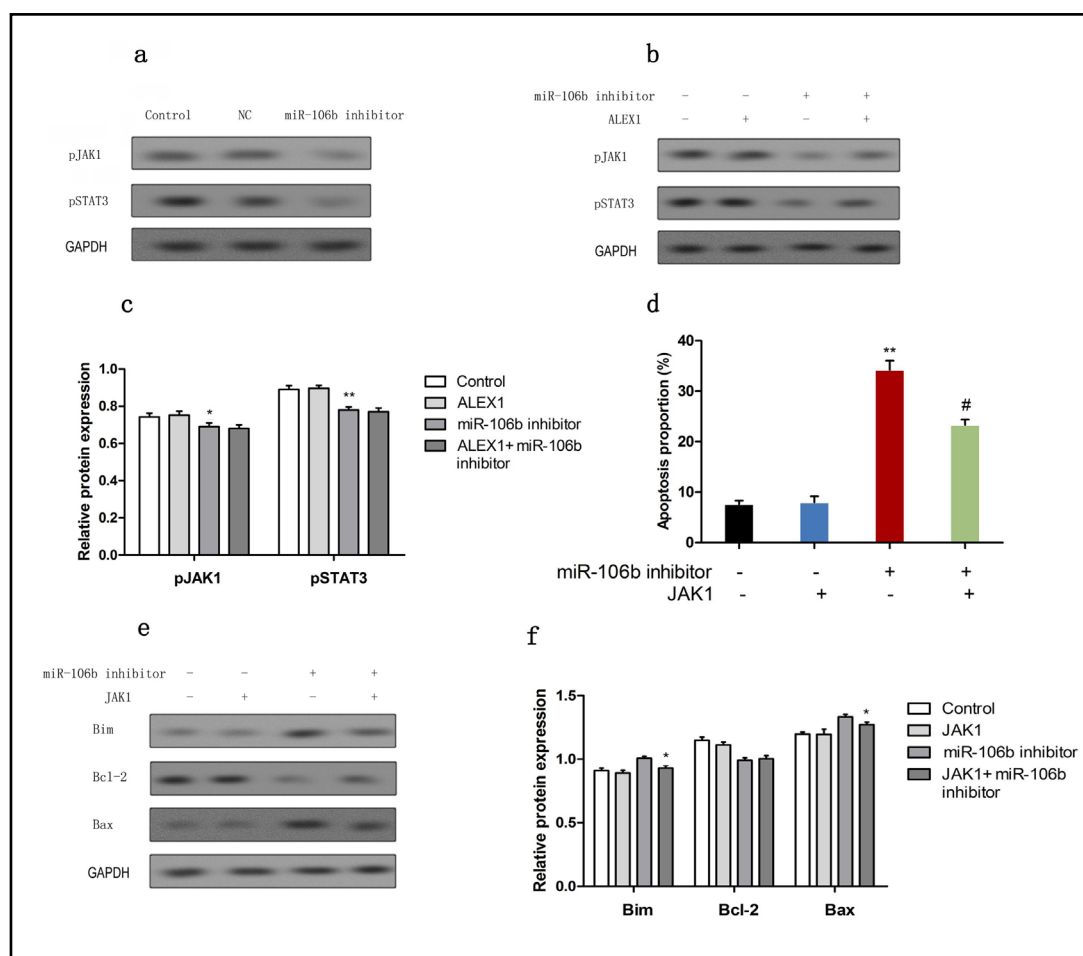 a
Control NC miR-106b inhibitor
pJAK1
pSTAT3
GAPDH
b
miR-106b inhibitor - - + +
ALEX1 - + - +
pJAK1
pSTAT3
GAPDH
c
Relative protein expression
1.0
0.8
0.6
0.4
0.2
0.0
* **
pJAK1 pSTAT3
Control
ALEX1
miR-106b inhibitor
ALEX1+miR-106b
inhibitor
d
Apoptosis proportion (%)
40
30
20
10
0
** #
miR-106b inhibitor - - + +
JAK1 - + - +
e
miR-106b inhibitor - - + +
JAK1 - + - +
Bim
Bcl-2
Bax
GAPDH
f
Relative protein expression
1.5
1.0
0.5
0.0
* *
Bim Bcl-2 Bax
Control
JAK1
miR-106b inhibitor
JAK1+miR-106b
inhibitor